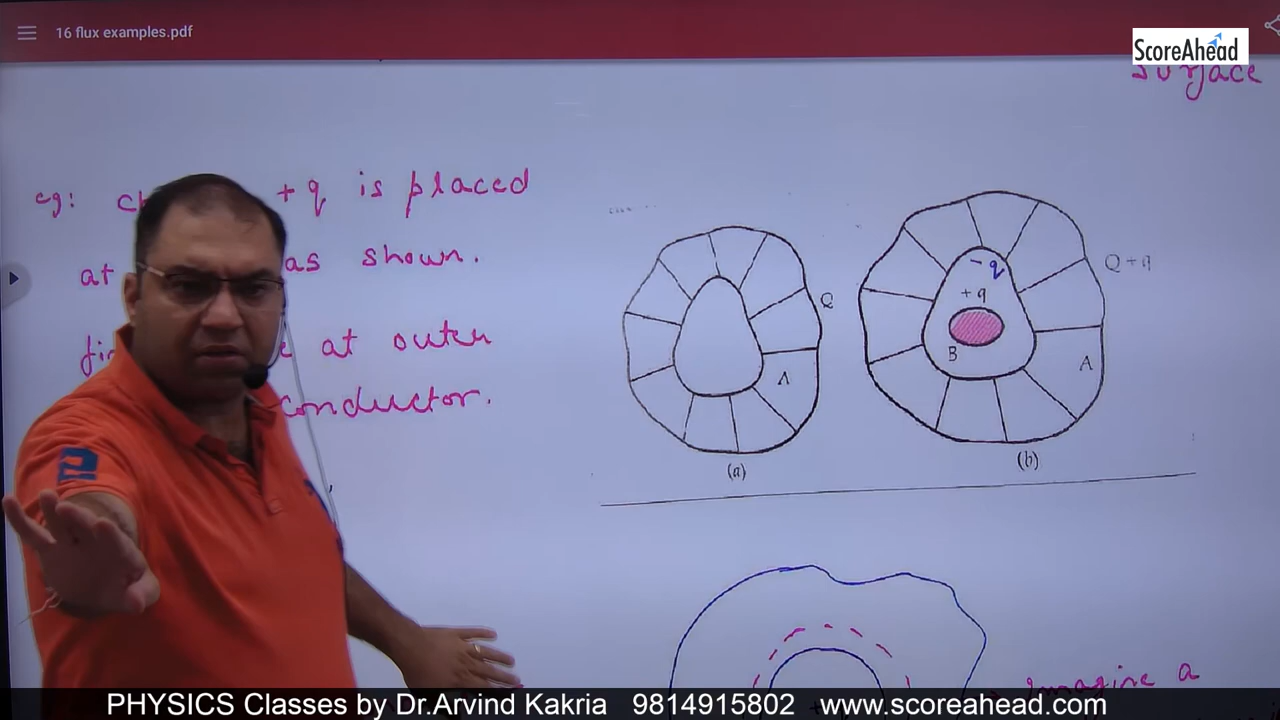 16 flux examples.pdf
ScoreAhead
surface
eg: +q is placed
at as shown.
at outer
conductor.
Q
A
(a)
-q
+q
B
Q+q
A
(b)
imagine a
PHYSICS Classes by Dr.Arvind Kakria 9814915802 www.scoreahead.com